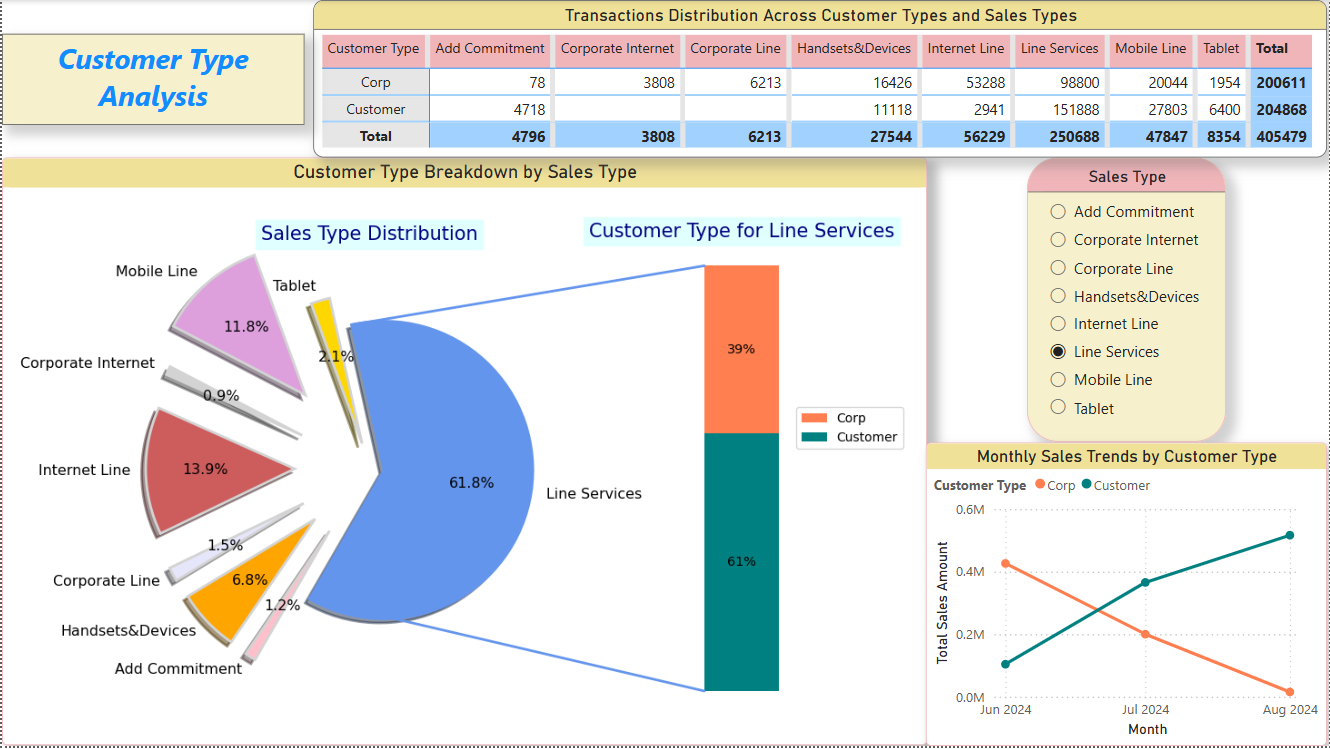 Customer Type
Analysis
Transactions Distribution Across Customer Types and Sales Types
Customer Type Add Commitment Corporate Internet Corporate Line Handsets&Devices Internet Line Line Services Mobile Line Tablet Total
Corp 78 3808 6213 16426 53288 98800 20044 1954 200611
Customer 4718 11118 2941 151888 27803 6400 204868
Total 4796 3808 6213 27544 56229 250688 47847 8354 405479
Customer Type Breakdown by Sales Type
Sales Type Distribution
Mobile Line
11.8%
Tablet
2.1%
Corporate Internet
0.9%
Internet Line
13.9%
Corporate Line
1.5%
Handsets&Devices
6.8%
Add Commitment
1.2%
61.8%
Line Services
Customer Type for Line Services
39%
61%
Corp
Customer
Sales Type
Add Commitment
Corporate Internet
Corporate Line
Handsets&Devices
Internet Line
Line Services
Mobile Line
Tablet
Monthly Sales Trends by Customer Type
Customer Type Corp Customer
Total Sales Amount
0.6M
0.4M
0.2M
0.0M
Jun 2024 Jul 2024 Aug 2024
Month